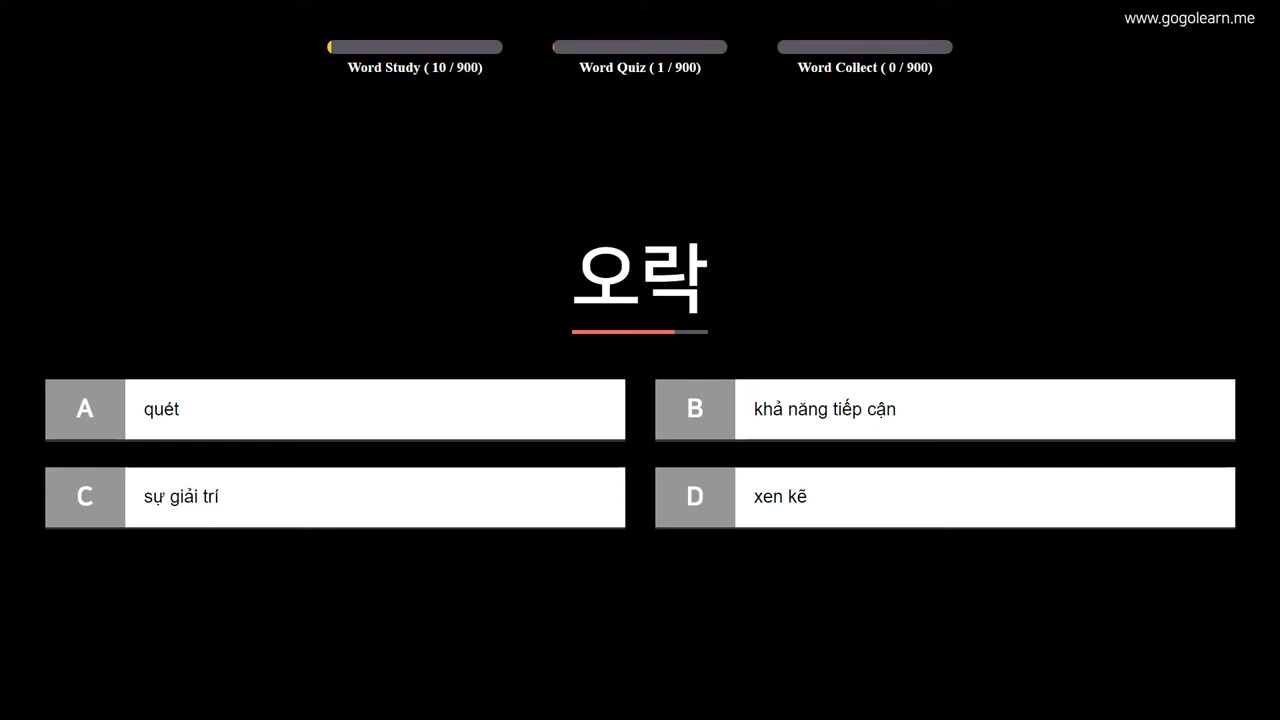 www.gogolearn.me
Word Study ( 10 / 900)
Word Quiz ( 1 / 900)
Word Collect ( 0 / 900)
오락
A quét
B khả năng tiếp cận
C sự giải trí
D xen kẽ